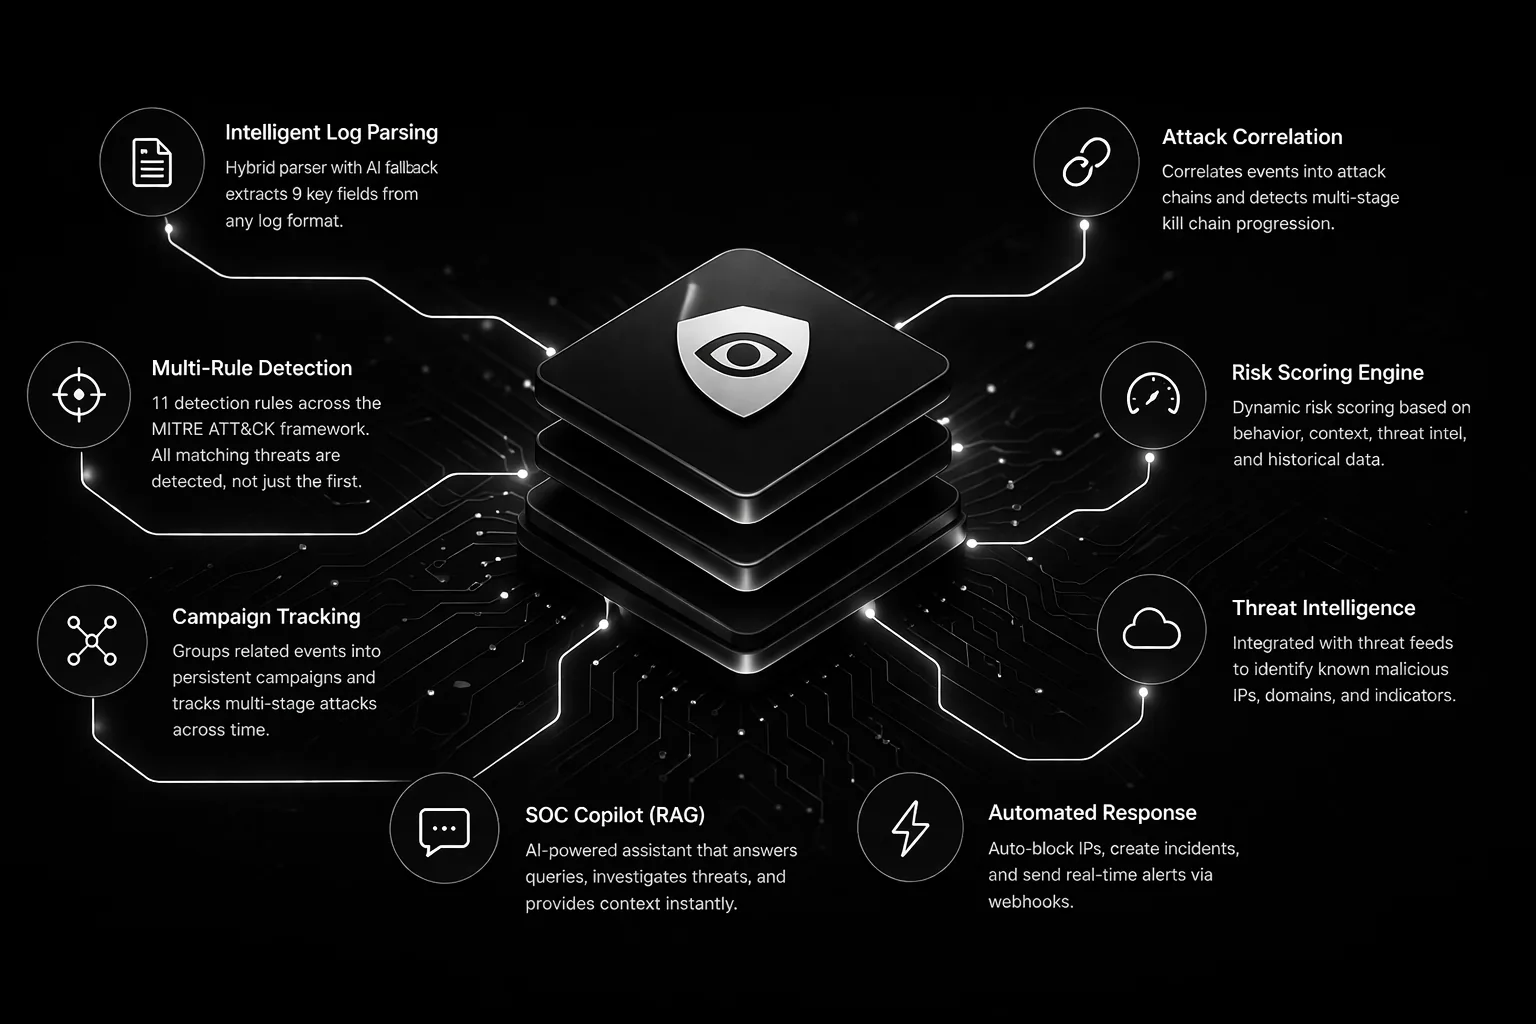 Intelligent Log Parsing
Hybrid parser with AI fallback
extracts 9 key fields from
any log format.
Attack Correlation
Correlates events into attack
chains and detects multi-stage
kill chain progression.
Multi-Rule Detection
11 detection rules across the
MITRE ATT&CK framework.
All matching threats are
detected, not just the first.
Risk Scoring Engine
Dynamic risk scoring based on
behavior, context, threat intel,
and historical data.
Campaign Tracking
Groups related events into
persistent campaigns and
tracks multi-stage attacks
across time.
Threat Intelligence
Integrated with threat feeds
to identify known malicious
IPs, domains, and indicators.
SOC Copilot (RAG)
AI-powered assistant that answers
queries, investigates threats, and
provides context instantly.
Automated Response
Auto-block IPs, create incidents,
and send real-time alerts via
webhooks.